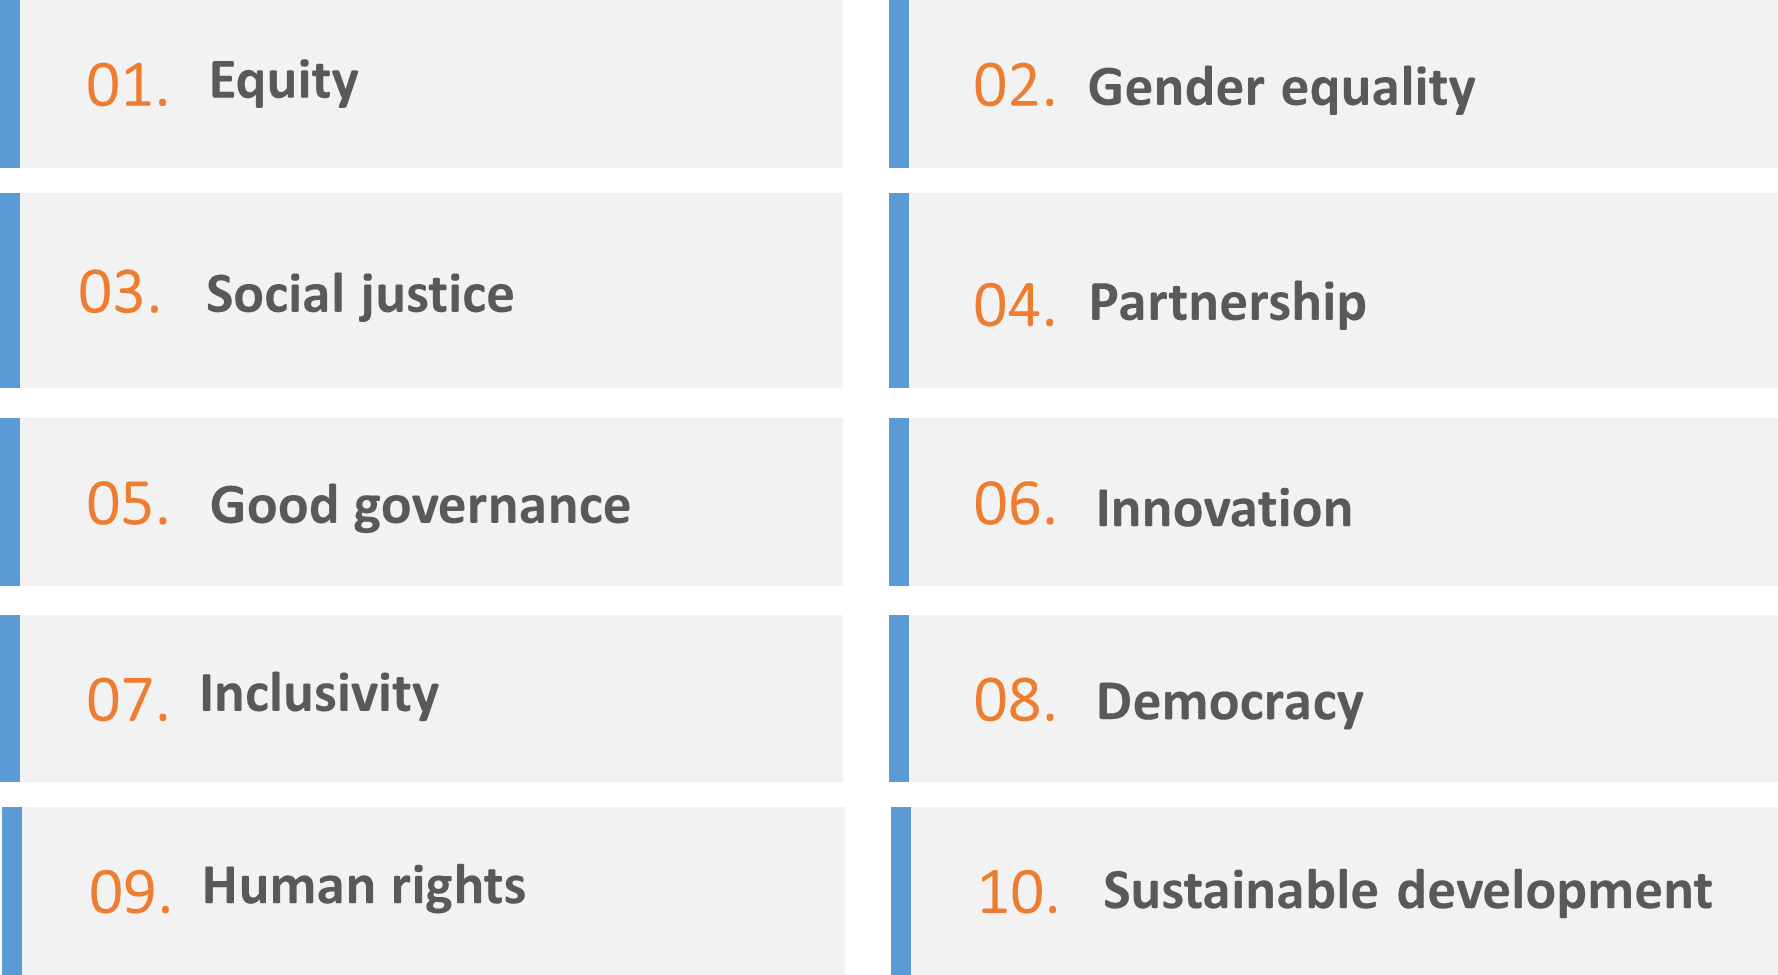 01. Equity
02. Gender equality
03. Social justice
04. Partnership
05. Good governance
06. Innovation
07. Inclusivity
08. Democracy
09. Human rights
10. Sustainable development